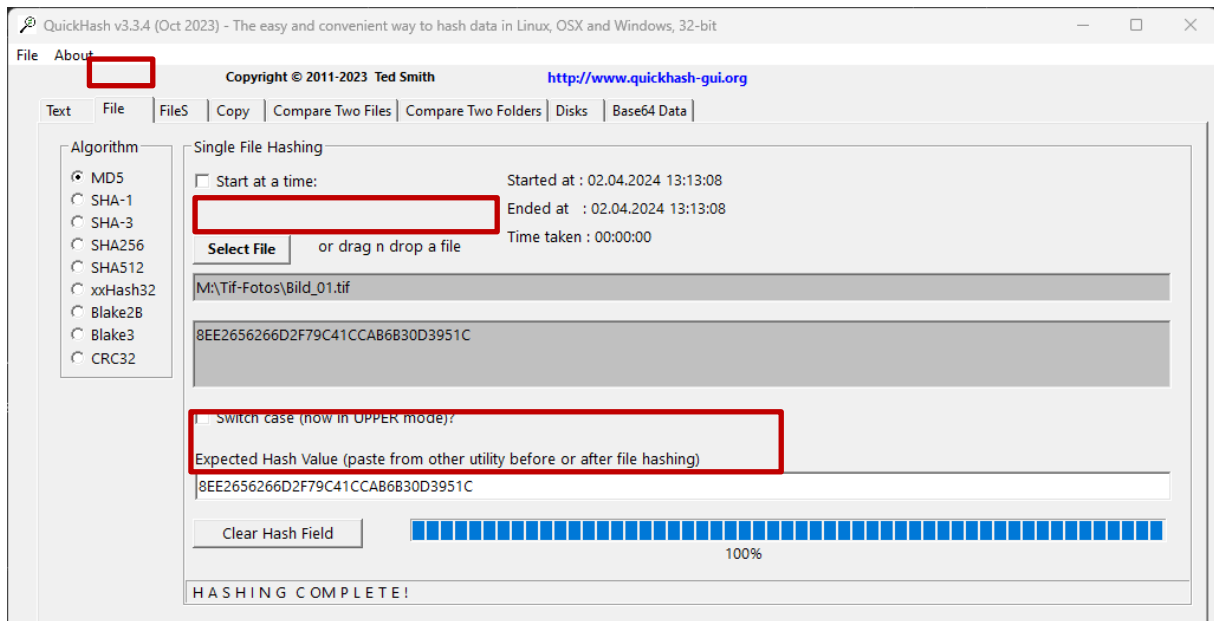 QuickHash v3.3.4 (Oct 2023) - The easy and convenient way to hash data in Linux, OSX and Windows, 32-bit
File About
Copyright © 2011-2023 Ted Smith http://www.quickhash-gui.org
Text File FileS Copy Compare Two Files Compare Two Folders Disks Base64 Data
Algorithm
MD5
SHA-1
SHA-3
SHA256
SHA512
xxHash32
Blake2B
Blake3
CRC32
Single File Hashing
Start at a time:
Started at : 02.04.2024 13:13:08
Ended at : 02.04.2024 13:13:08
Time taken : 00:00:00
Select File or drag n drop a file
M:\Tif-Fotos\Bild_01.tif
8EE2656266D2F79C41CCAB6B30D3951C
Switch case (now in UPPER mode)?
Expected Hash Value (paste from other utility before or after file hashing)
8EE2656266D2F79C41CCAB6B30D3951C
Clear Hash Field
100%
HASHING COMPLETE!